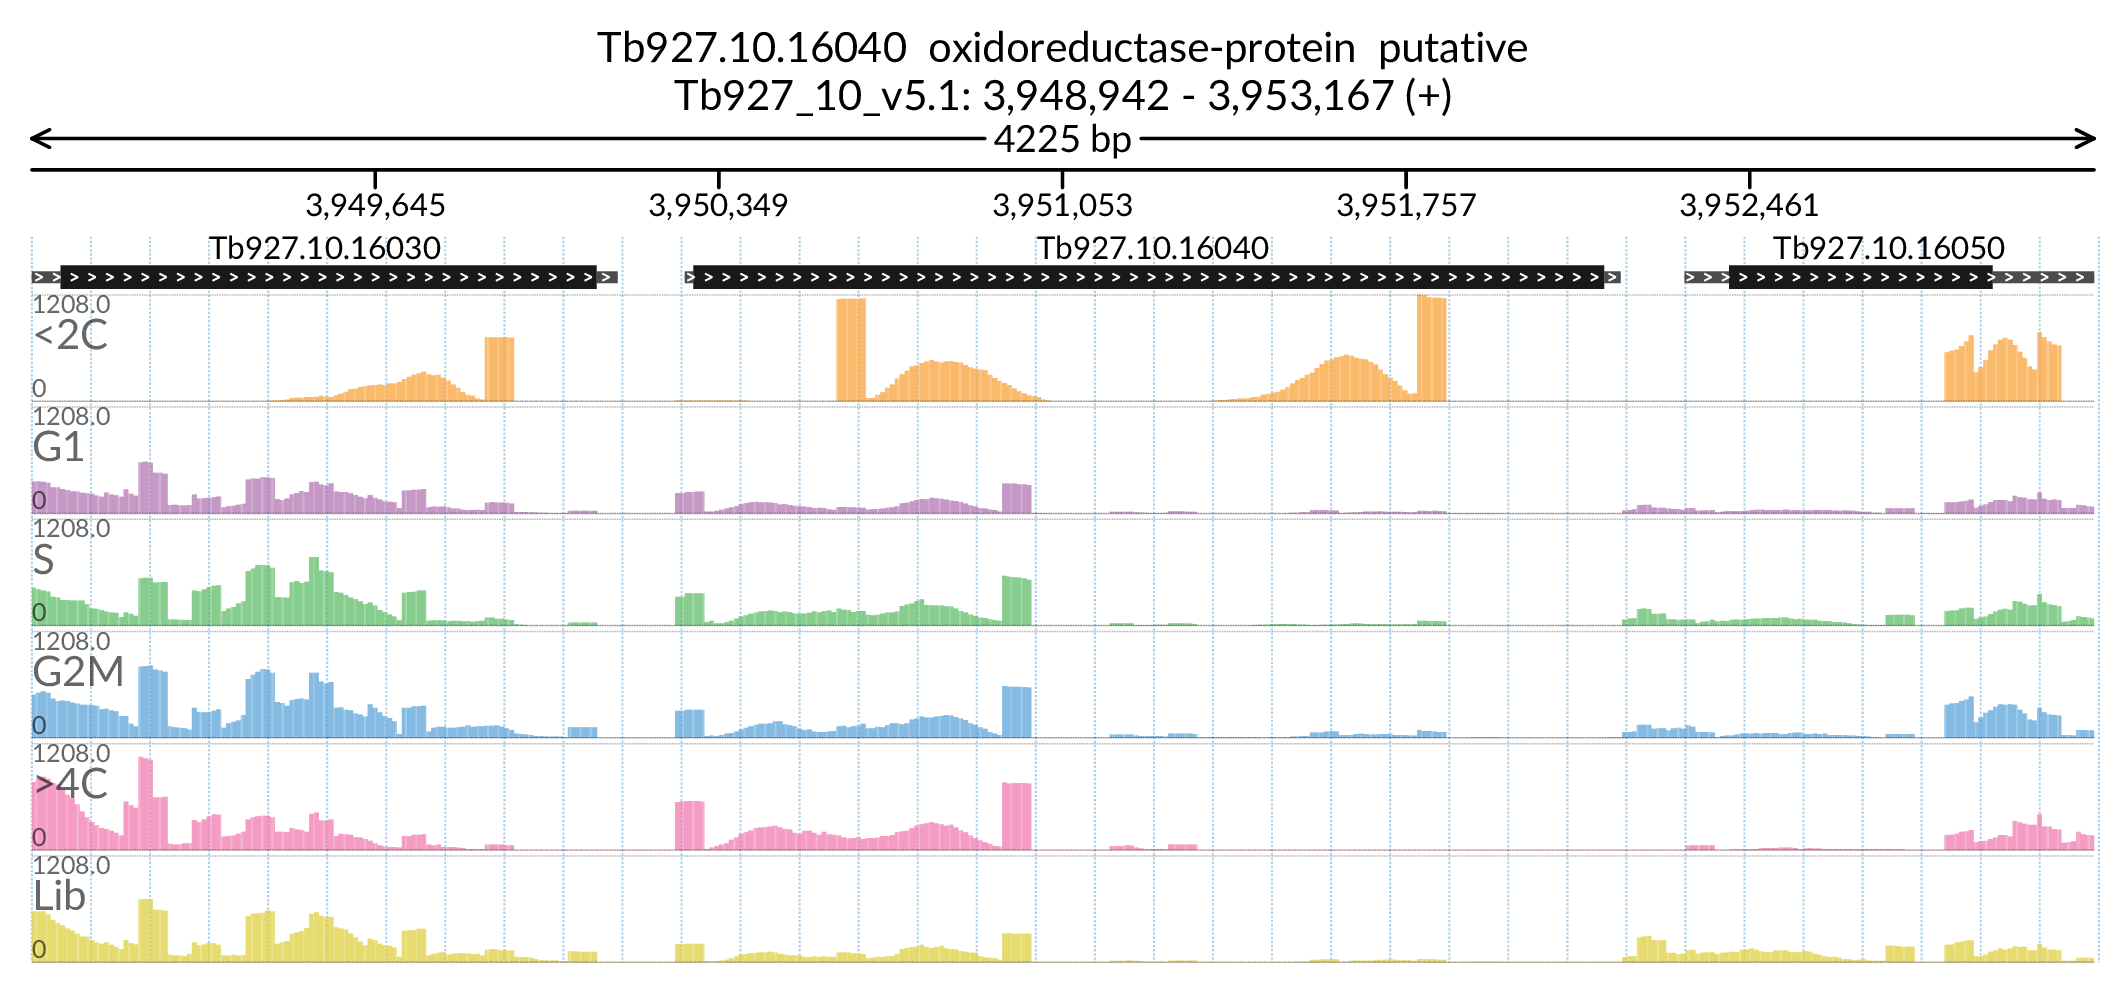 Tb927.10.16040 oxidoreductase-protein putative
Tb927_10_v5.1: 3,948,942 - 3,953,167 (+)
4225 bp
3,949,645 3,950,349 3,951,053 3,951,757 3,952,461
Tb927.10.16030 Tb927.10.16040 Tb927.10.16050
1208.0
<2C
0
1208.0
G1
0
1208.0
S
0
1208.0
G2M
0
1208.0
>4C
0
1208.0
Lib
0